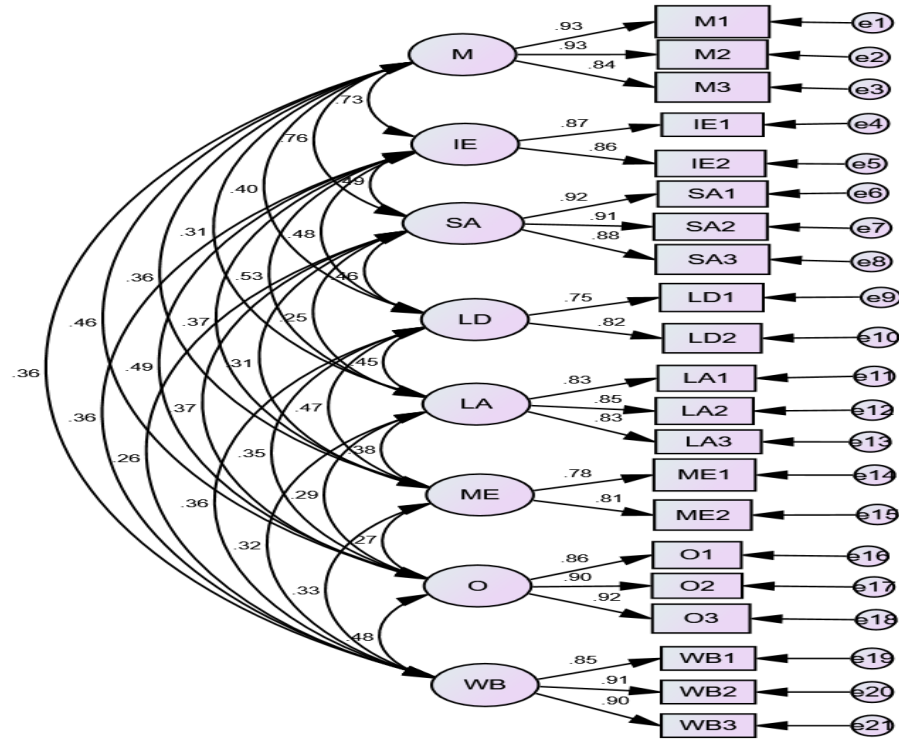 M
.93
M1
e1
.93
M2
e2
.84
M3
e3
.73
IE
.87
IE1
e4
.86
IE2
e5
.76
.49
SA
.92
SA1
e6
.91
SA2
e7
.88
SA3
e8
.40
.48
.46
LD
.75
LD1
e9
.82
LD2
e10
.31
.53
.25
.45
LA
.83
LA1
e11
.85
LA2
e12
.83
LA3
e13
.36
.37
.31
.47
.38
ME
.78
ME1
e14
.81
ME2
e15
.46
.49
.37
.35
.29
.27
O
.86
O1
e16
.90
O2
e17
.92
O3
e18
.36
.36
.26
.36
.32
.33
.48
WB
.85
WB1
e19
.91
WB2
e20
.90
WB3
e21